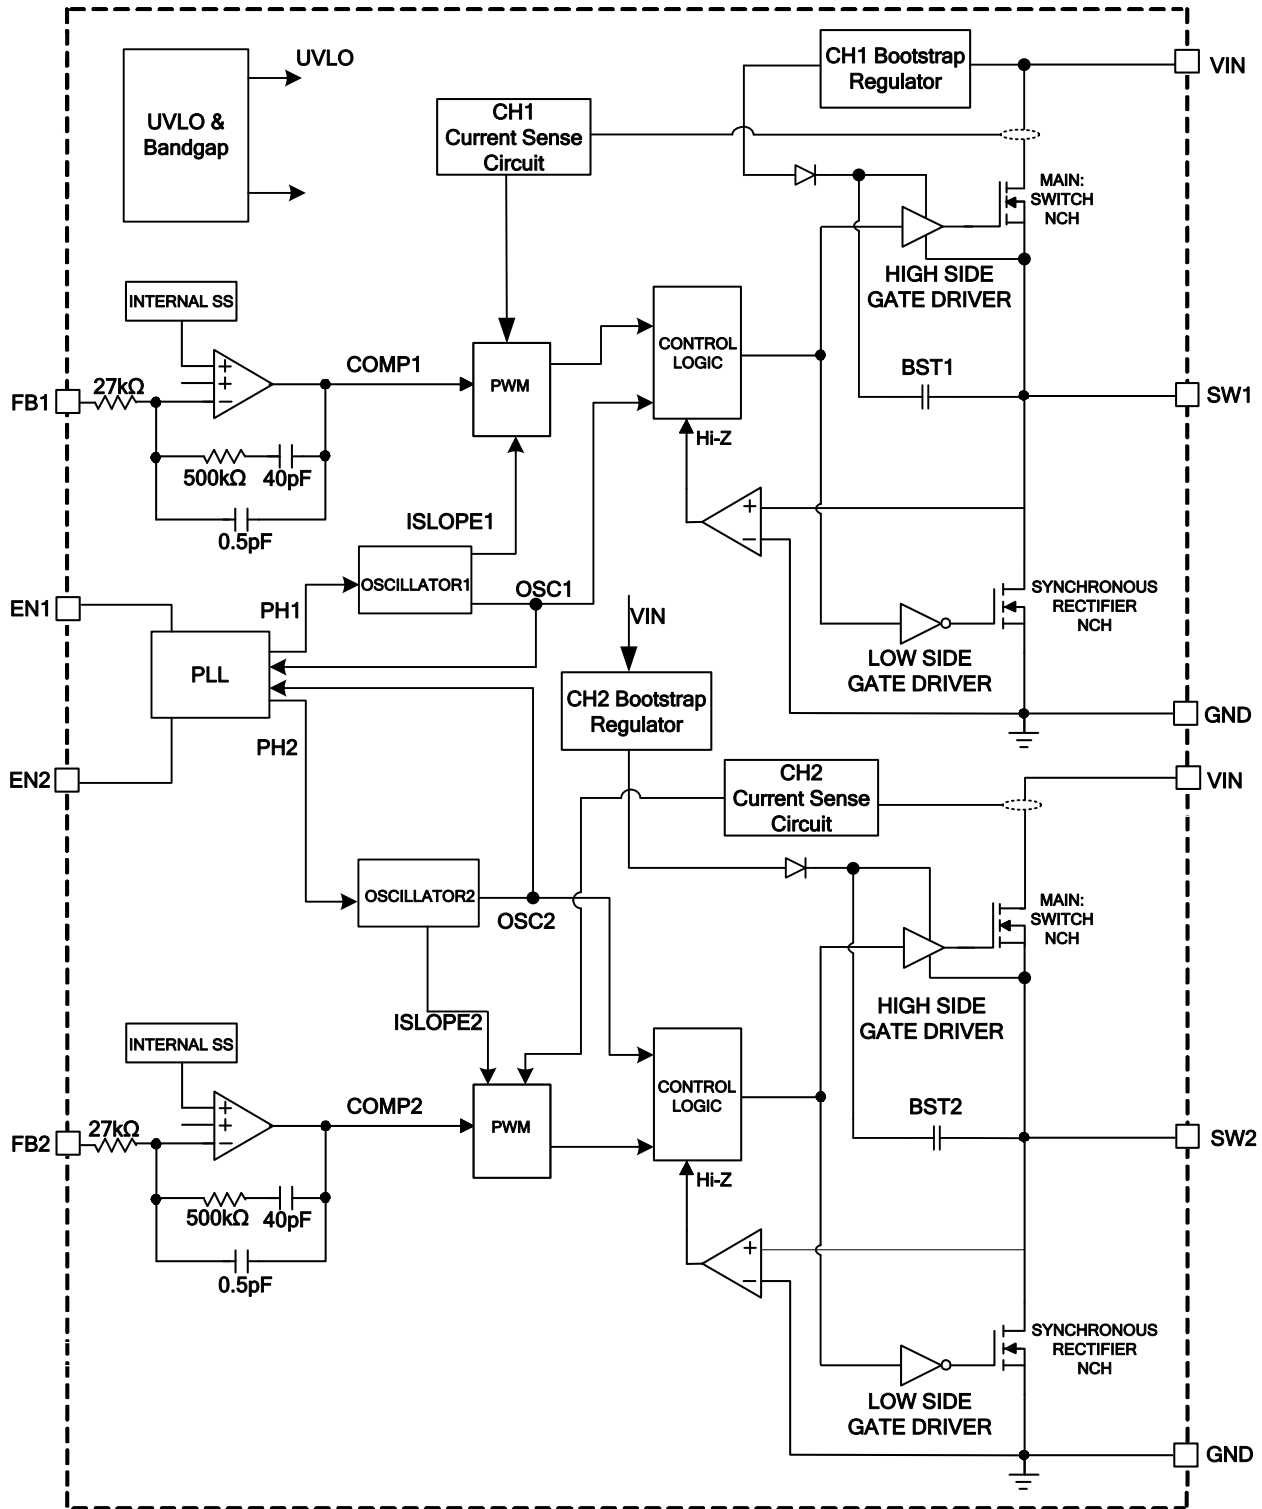 UVLO
UVLO &
Bandgap
CH1 Bootstrap
Regulator
VIN
CH1
Current Sense
Circuit
MAIN:
SWITCH
NCH
HIGH SIDE
GATE DRIVER
INTERNAL SS
+
+
−
FB1
27kΩ
COMP1
PWM
CONTROL
LOGIC
BST1
SW1
Hi-Z
500kΩ
40pF
0.5pF
ISLOPE1
+
−
OSCILLATOR1
OSC1
EN1
PH1
VIN
SYNCHRONOUS
RECTIFIER
NCH
LOW SIDE
GATE DRIVER
PLL
CH2 Bootstrap
Regulator
GND
PH2
EN2
CH2
Current Sense
Circuit
VIN
OSCILLATOR2
OSC2
MAIN:
SWITCH
NCH
HIGH SIDE
GATE DRIVER
ISLOPE2
INTERNAL SS
+
+
−
FB2
27kΩ
COMP2
PWM
CONTROL
LOGIC
BST2
SW2
Hi-Z
500kΩ
40pF
0.5pF
+
−
SYNCHRONOUS
RECTIFIER
NCH
LOW SIDE
GATE DRIVER
GND